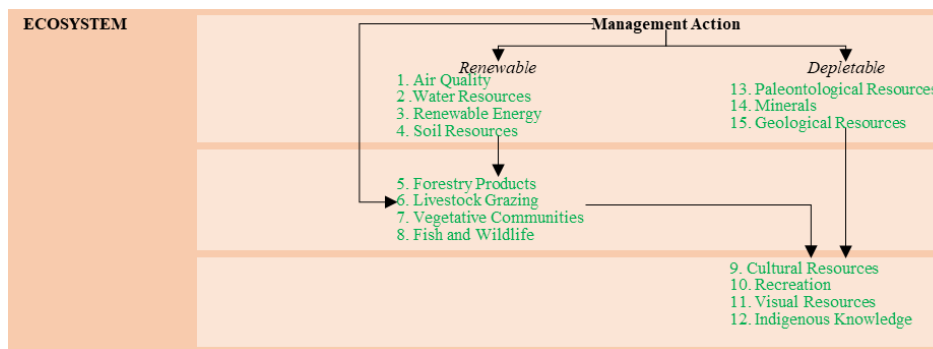 ECOSYSTEM
Management Action
Renewable
1. Air Quality
2 .Water Resources
3. Renewable Energy
4. Soil Resources
Depletable
13. Paleontological Resources
14. Minerals
15. Geological Resources
5. Forestry Products
6. Livestock Grazing
7. Vegetative Communities
8. Fish and Wildlife
9. Cultural Resources
10. Recreation
11. Visual Resources
12. Indigenous Knowledge